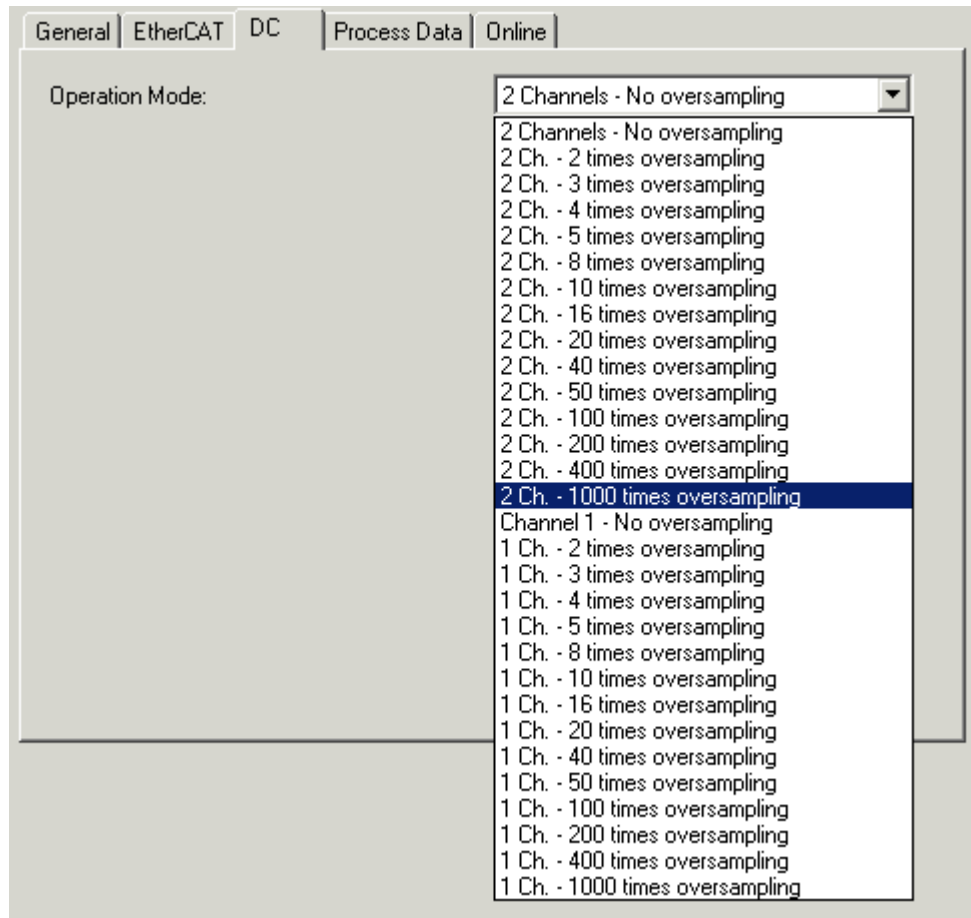 General EtherCAT DC Process Data Online
Operation Mode: 2 Channels - No oversampling
2 Channels - No oversampling
2 Ch. - 2 times oversampling
2 Ch. - 3 times oversampling
2 Ch. - 4 times oversampling
2 Ch. - 5 times oversampling
2 Ch. - 8 times oversampling
2 Ch. - 10 times oversampling
2 Ch. - 16 times oversampling
2 Ch. - 20 times oversampling
2 Ch. - 40 times oversampling
2 Ch. - 50 times oversampling
2 Ch. - 100 times oversampling
2 Ch. - 200 times oversampling
2 Ch. - 400 times oversampling
2 Ch. - 1000 times oversampling
Channel 1 - No oversampling
1 Ch. - 2 times oversampling
1 Ch. - 3 times oversampling
1 Ch. - 4 times oversampling
1 Ch. - 5 times oversampling
1 Ch. - 8 times oversampling
1 Ch. - 10 times oversampling
1 Ch. - 16 times oversampling
1 Ch. - 20 times oversampling
1 Ch. - 40 times oversampling
1 Ch. - 50 times oversampling
1 Ch. - 100 times oversampling
1 Ch. - 200 times oversampling
1 Ch. - 400 times oversampling
1 Ch. - 1000 times oversampling